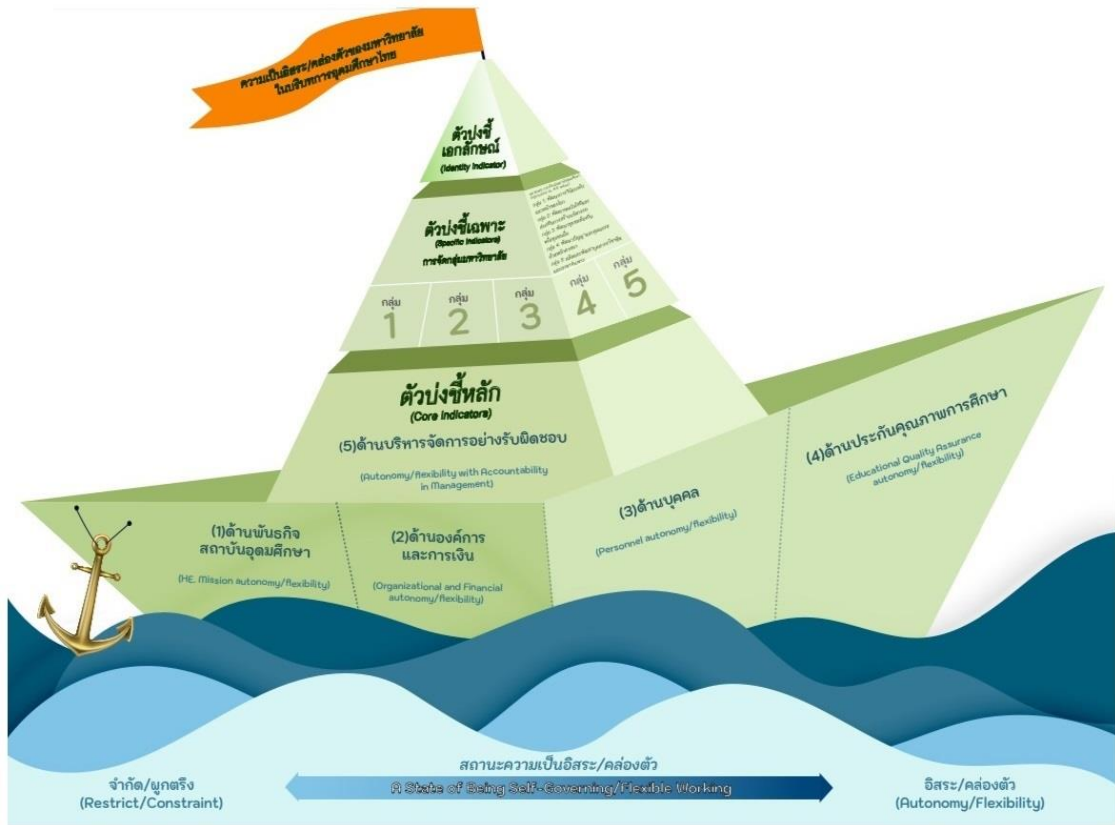 ความเป็นอิสระ/คล่องตัวของมหาวิทยาลัย
ในบริบทการอุดมศึกษาไทย
ตัวบ่งชี้
เอกลักษณ์
(Identity Indicator)
ตัวบ่งชี้เฉพาะ
(Specific Indicators)
การจัดกลุ่มมหาวิทยาลัย
กลุ่ม
1
กลุ่ม
2
กลุ่ม
3
กลุ่ม
4
กลุ่ม
5
ตัวบ่งชี้หลัก
(Core Indicators)
(5)ด้านบริหารจัดการอย่างรับผิดชอบ
(Autonomy/flexibility with Accountability
in Management)
(1)ด้านพันธกิจ
สถาบันอุดมศึกษา
(HE. Mission autonomy/flexibility)
(2)ด้านองค์การ
และการเงิน
(Organizational and Financial
autonomy/flexibility)
(3)ด้านบุคคล
(Personnel autonomy/flexibility)
(4)ด้านประกันคุณภาพการศึกษา
(Educational Quality Assurance
autonomy/flexibility)
สถานะความเป็นอิสระ/คล่องตัว
A State of Being Self-Governing/Flexible Working
จำกัด/ผูกตรึง
(Restrict/Constraint)
อิสระ/คล่องตัว
(Autonomy/Flexibility)